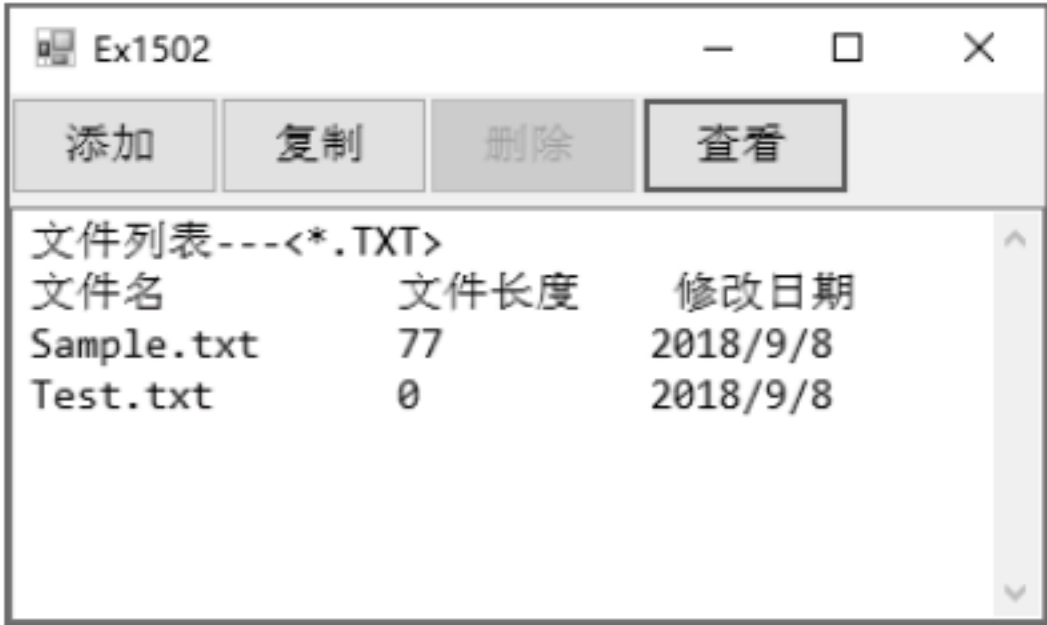 Ex1502
添加 复制 删除 查看
文件列表---<*.TXT>
文件名 文件长度 修改日期
Sample.txt 77 2018/9/8
Test.txt 0 2018/9/8